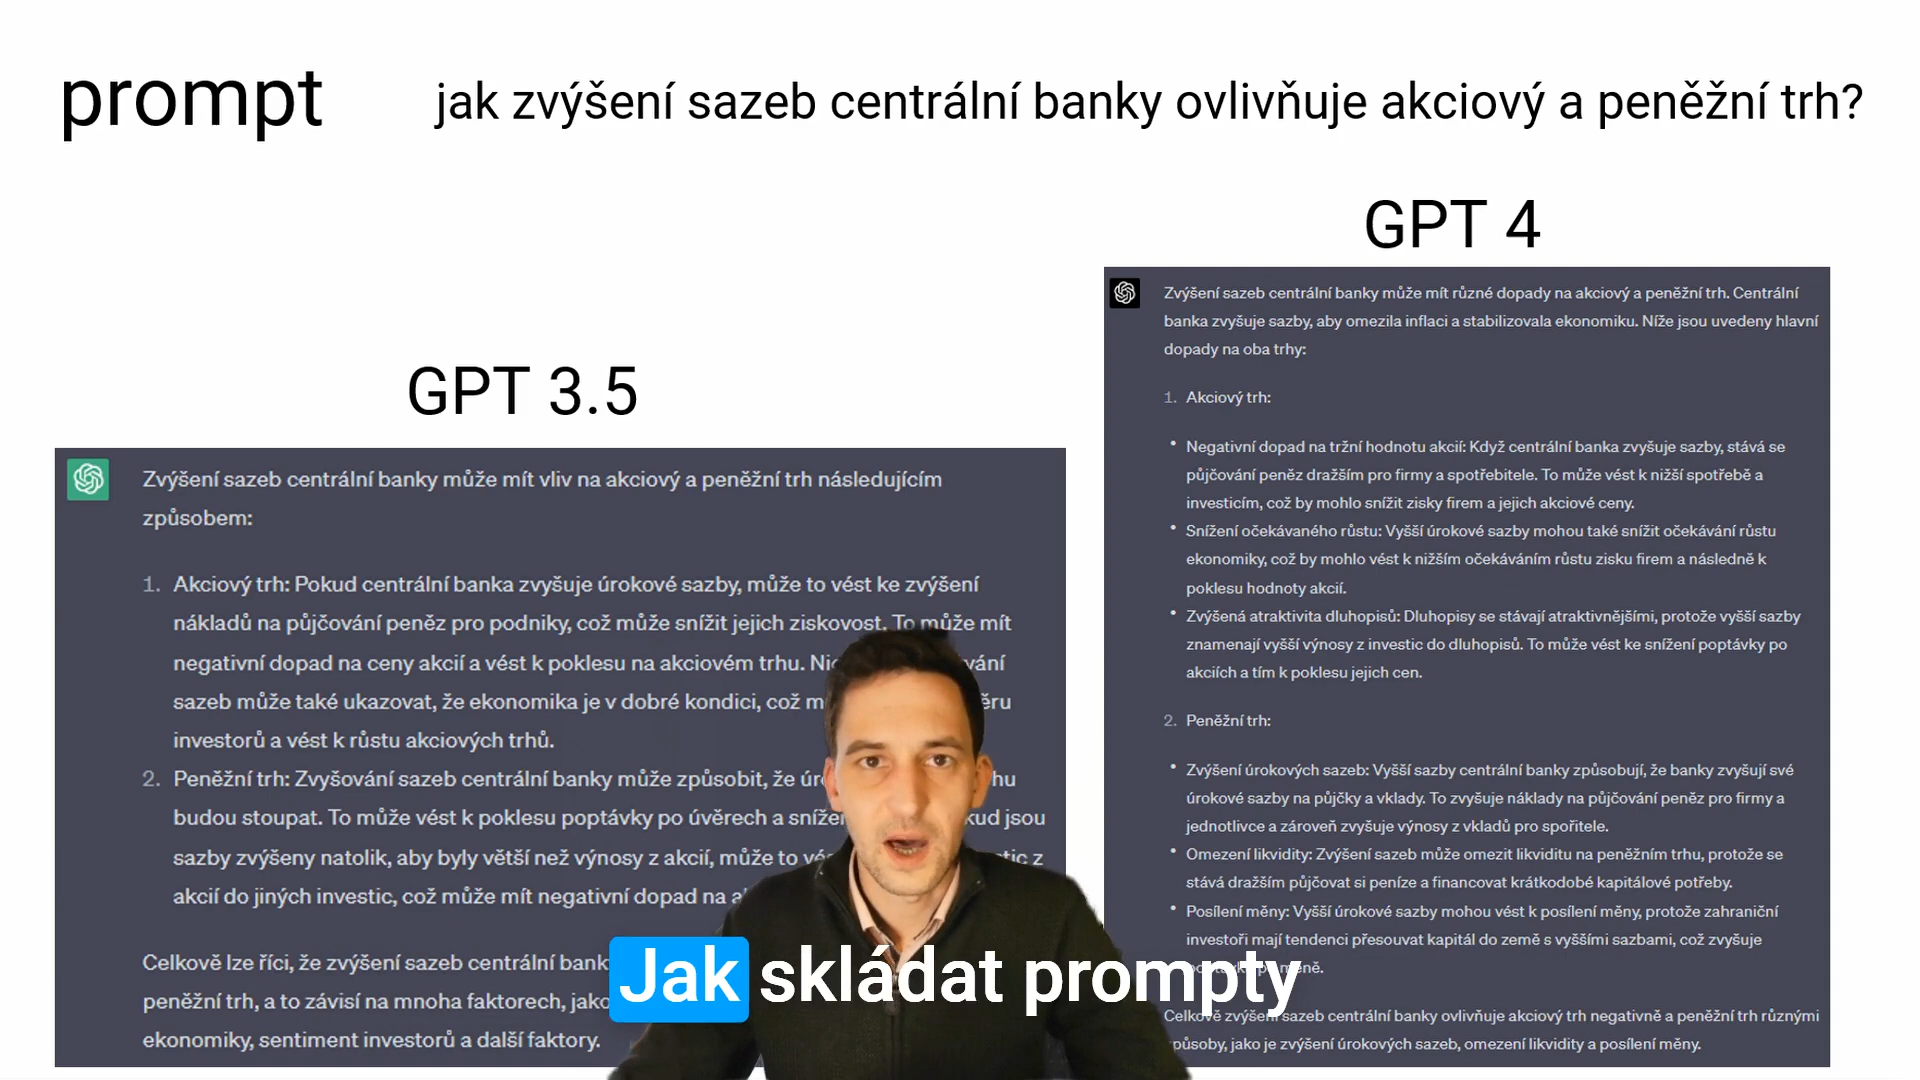 prompt
jak zvýšení sazeb centrální banky ovlivňuje akciový a peněžní trh?
GPT 3.5
Zvýšení sazeb centrální banky může mít vliv na akciový a peněžní trh následujícím
způsobem:
1. Akciový trh: Pokud centrální banka zvyšuje úrokové sazby, může to vést ke zvýšení
nákladů na půjčování peněz pro podniky, což může snížit jejich ziskovost. To může mít
negativní dopad na ceny akcií a vést k poklesu na akciovém trhu.
sazeb může také ukazovat, že ekonomika je v dobré kondici, což
investorů a vést k růstu akciových trhů.
2. Peněžní trh: Zvyšování sazeb centrální banky může způsobit, že
budou stoupat. To může vést k poklesu poptávky po úvěrech a jsou
sazby zvýšeny natolik, aby byly větší než výnosy z akcií, může to z
akcií do jiných investic, což může mít negativní dopad na
Celkově lze říci, že zvýšení sazeb centrální
peněžní trh, a to závisí na mnoha faktorech,
ekonomiky, sentiment investorů a další faktory.
GPT 4
Zvýšení sazeb centrální banky může mít různé dopady na akciový a peněžní trh. Centrální
banka zvyšuje sazby, aby omezila inflaci a stabilizovala ekonomiku. Níže jsou uvedeny hlavní
dopady na oba trhy:
1. Akciový trh:
• Negativní dopad na tržní hodnotu akcií: Když centrální banka zvyšuje sazby, stává se
půjčování peněz dražším pro firmy a spotřebitele. To může vést k nižší spotřebě a
investicím, což by mohlo snížit zisky firem a jejich akciové ceny.
• Snížení očekávaného růstu: Vyšší úrokové sazby mohou také snížit očekávání růstu
ekonomiky, což by mohlo vést k nižším očekáváním růstu zisku firem a následně k
poklesu hodnoty akcií.
• Zvýšená atraktivita dluhopisů: Dluhopisy se stávají atraktivnějšími, protože vyšší sazby
znamenají vyšší výnosy z investic do dluhopisů. To může vést ke snížení poptávky po
akciích a tím k poklesu jejich cen.
2. Peněžní trh:
• Zvýšení úrokových sazeb: Vyšší sazby centrální banky způsobují, že banky zvyšují své
úrokové sazby na půjčky a vklady. To zvyšuje náklady na půjčování peněz pro firmy a
jednotlivce a zároveň zvyšuje výnosy z vkladů pro spořitele.
• Omezení likvidity: Zvýšení sazeb může omezit likviditu na peněžním trhu, protože se
stává dražším půjčovat si peníze a financovat krátkodobé kapitálové potřeby.
• Posílení měny: Vyšší úrokové sazby mohou vést k posílení měny, protože zahraniční
investoři mají tendenci přesouvat kapitál do země s vyššími sazbami, což zvyšuje
Celkově zvýšení sazeb centrální banky ovlivňuje akciový trh negativně a peněžní trh různými
jako je zvýšení úrokových sazeb, omezení likvidity a posílení měny.
Jak skládat prompty